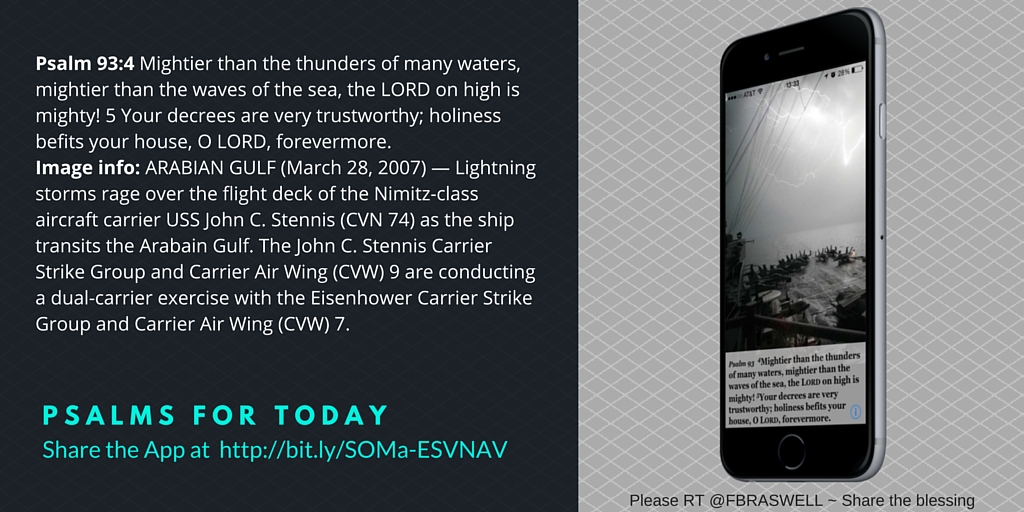 Psalm 93:4 Mightier than the thunders of many waters,
mightier than the waves of the sea, the LORD on high is
mighty! 5 Your decrees are very trustworthy; holiness
befits your house, O LORD, forevermore.
Image info: ARABIAN GULF (March 28, 2007) — Lightning
storms rage over the flight deck of the Nimitz-class
aircraft carrier USS John C. Stennis (CVN 74) as the ship
transits the Arabain Gulf. The John C. Stennis Carrier
Strike Group and Carrier Air Wing (CVW) 9 are conducting
a dual-carrier exercise with the Eisenhower Carrier Strike
Group and Carrier Air Wing (CVW) 7.
PSALMS FOR TODAY
Share the App at http://bit.ly/SOMa-ESVNAV
AT&T 13:33 28%
Psalm 93 ⁴Mightier than the thunders
of many waters, mightier than the
waves of the sea, the LORD on high is
mighty! ⁵Your decrees are very
trustworthy; holiness befits your
house, O LORD, forevermore.
Please RT @FBRASWELL ~ Share the blessing